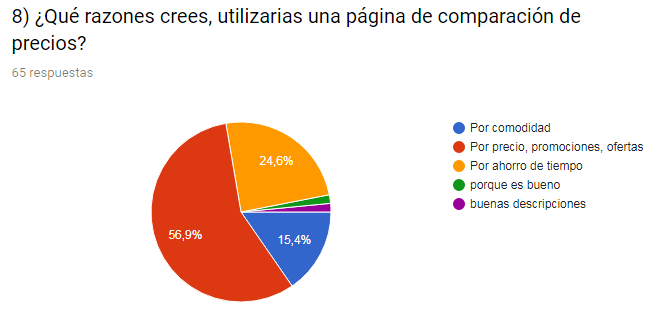 8) ¿Qué razones crees, utilizarias una página de comparación de
precios?
65 respuestas
Por comodidad
Por precio, promociones, ofertas
Por ahorro de tiempo
porque es bueno
buenas descripciones
24,6%
56,9%
15,4%